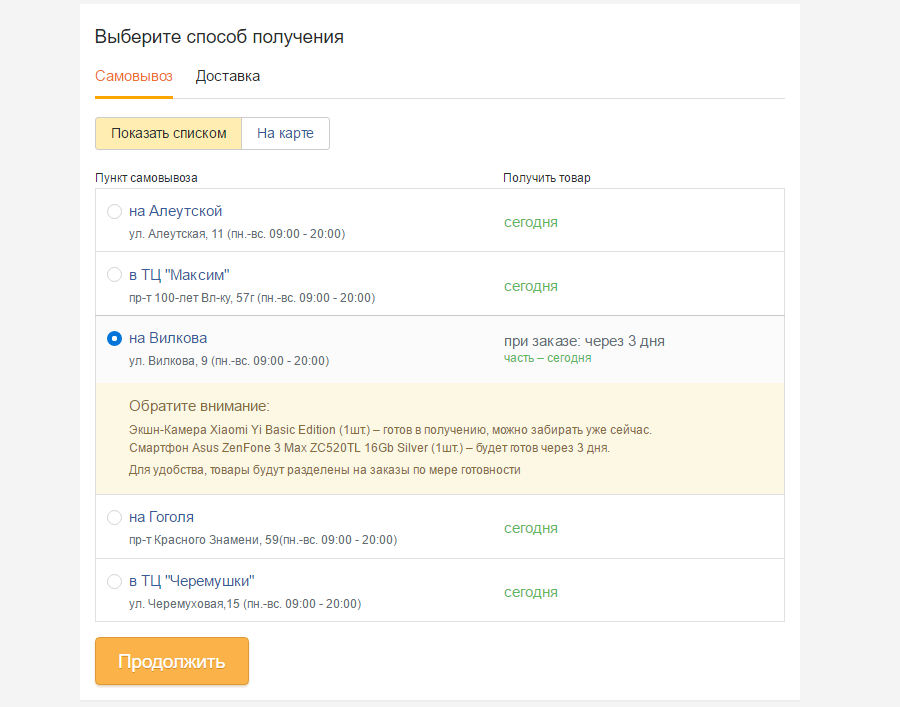 Выберите способ получения
Самовывоз Доставка
Показать списком На карте
Пункт самовывоза Получить товар
на Алеутской
ул. Алеутская, 11 (пн.-вс. 09:00 - 20:00)
сегодня
в ТЦ "Максим"
пр-т 100-лет Вл-ку, 57г (пн.-вс. 09:00 - 20:00)
сегодня
на Вилкова
ул. Вилкова, 9 (пн.-вс. 09:00 - 20:00)
при заказе: через 3 дня
часть – сегодня
Обратите внимание:
Экшн-Камера Xiaomi Yi Basic Edition (1шт.) – готов в получению, можно забирать уже сейчас.
Смартфон Asus ZenFone 3 Max ZC520TL 16Gb Silver (1шт.) – будет готов через 3 дня.
Для удобства, товары будут разделены на заказы по мере готовности
на Гоголя
пр-т Красного Знамени, 59(пн.-вс. 09:00 - 20:00)
сегодня
в ТЦ "Черемушки"
ул. Черемуховая,15 (пн.-вс. 09:00 - 20:00)
сегодня
Продолжить